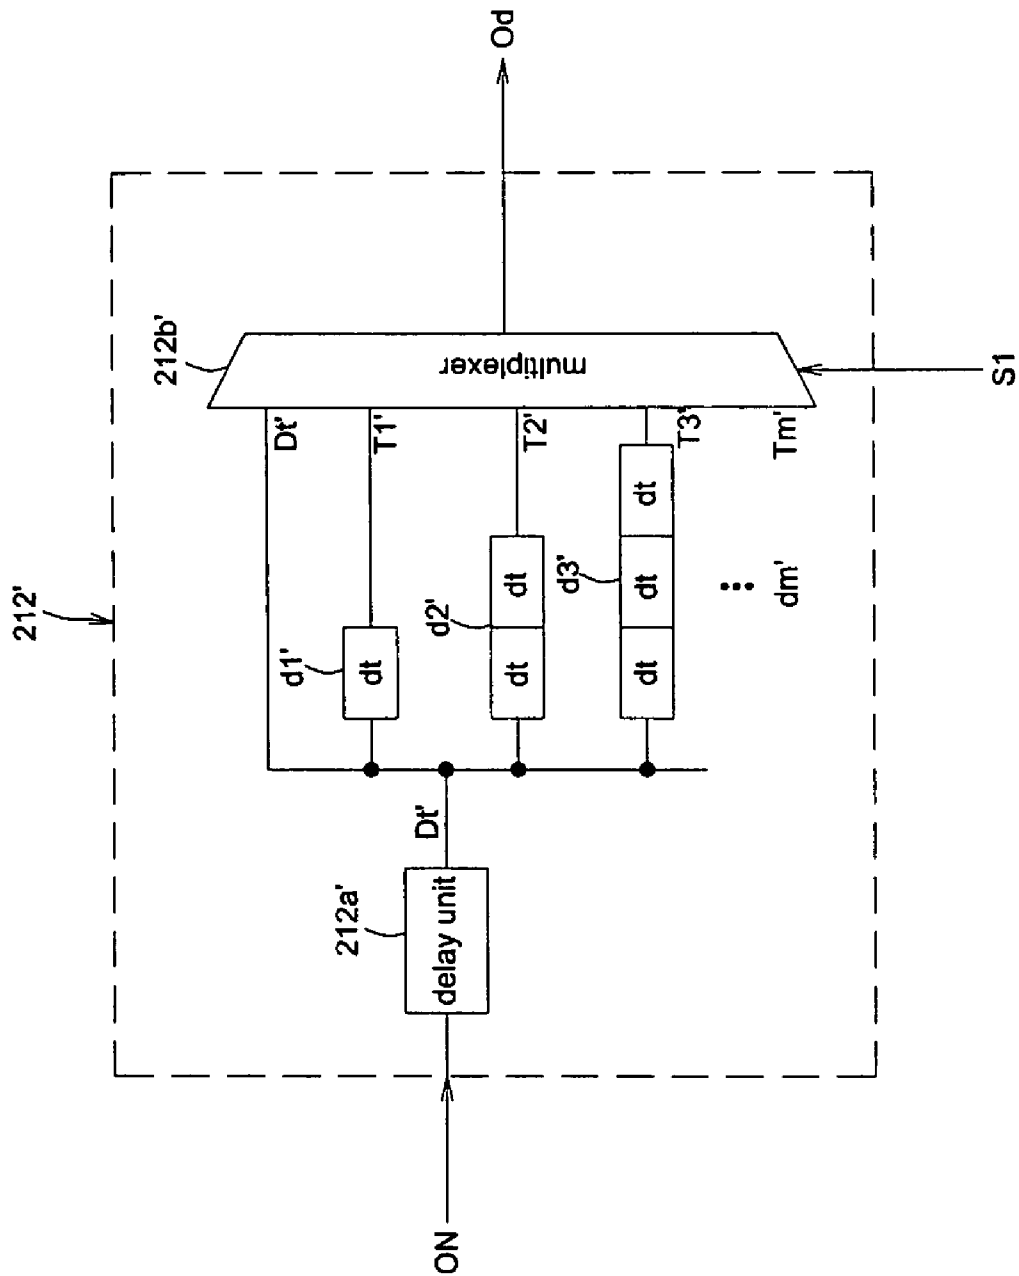 212'
212b'
Dt'
d1'
212a'
dt
T1'
Dt'
d2'
ON
delay unit
multiplexer
Od
dt dt
T2'
d3'
dt dt dt
T3'
dm'
Tm'
S1